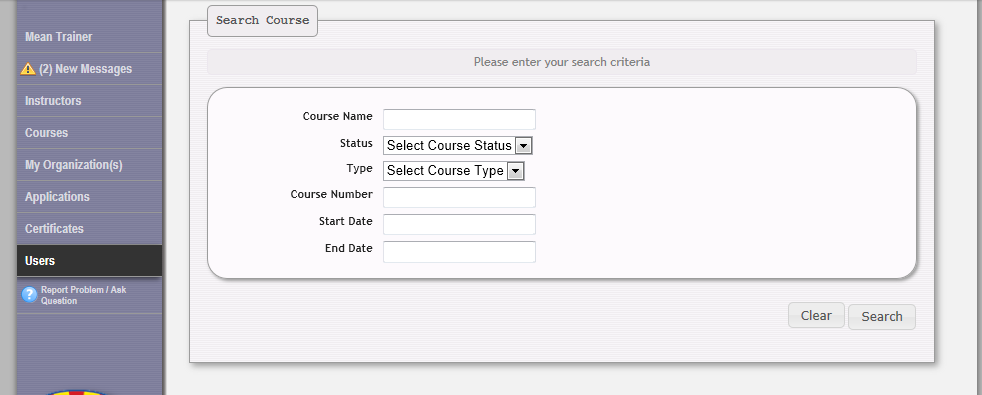 Mean Trainer
(2) New Messages
Instructors
Courses
My Organization(s)
Applications
Certificates
Users
Report Problem / Ask
Question
Search Course
Please enter your search criteria
Course Name
Status Select Course Status
Type Select Course Type
Course Number
Start Date
End Date
Clear Search